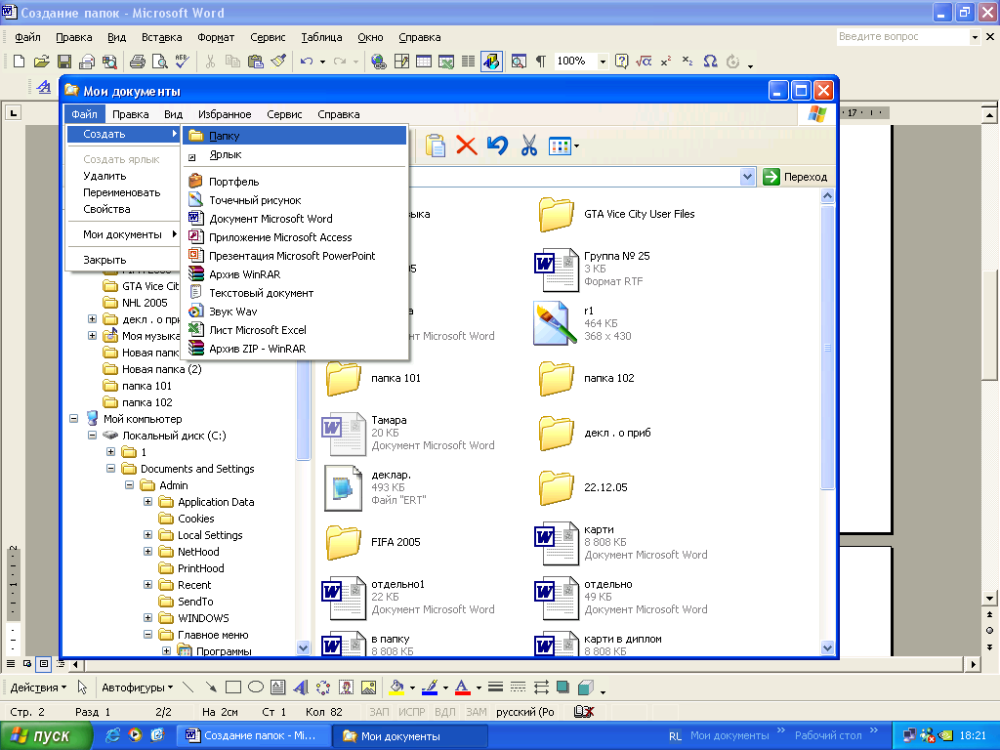 Создание папок - Microsoft Word
Файл Правка Вид Вставка Формат Сервис Таблица Окно Справка
Введите вопрос
100%
Мои документы
Файл Правка Вид Избранное Сервис Справка
Создать
Создать ярлык
Удалить
Переименовать
Свойства
Мои документы
Закрыть
Папку
Ярлык
Портфель
Точечный рисунок
Документ Microsoft Word
Приложение Microsoft Access
Презентация Microsoft PowerPoint
Архив WinRAR
Текстовый документ
Звук Wav
Лист Microsoft Excel
Архив ZIP - WinRAR
Переход
17
GTA Vice Cit
NHL 2005
декл . о при
Моя музыка
Новая папк
Новая папка (2)
папка 101
папка 102
Мой компьютер
Локальный диск (C:)
1
Documents and Settings
Admin
Application Data
Cookies
Local Settings
NetHood
PrintHood
Recent
SendTo
WINDOWS
Главное меню
Программы
GTA Vice City User Files
Группа № 25
3 КБ
Формат RTF
r1
464 КБ
368 x 430
мент Microsoft Word
папка 101
папка 102
Тамара
20 КБ
Документ Microsoft Word
декл . о приб
деклар.
493 КБ
Файл "ERT"
22.12.05
FIFA 2005
карти
8 808 КБ
Документ Microsoft Word
отдельно1
22 КБ
Документ Microsoft Word
отдельно
49 КБ
Документ Microsoft Word
в папку
8 808 КБ
карти в диплом
8 808 КБ
Действия Автофигуры
Стр. 2 Разд 1 2/2 На 2см Ст 1 Кол 82 ЗАП ИСПР ВДЛ ЗАМ русский (Ро
пуск Создание папок - Mi... Мои документы RL Мои документы » Рабочий стол » 18:21